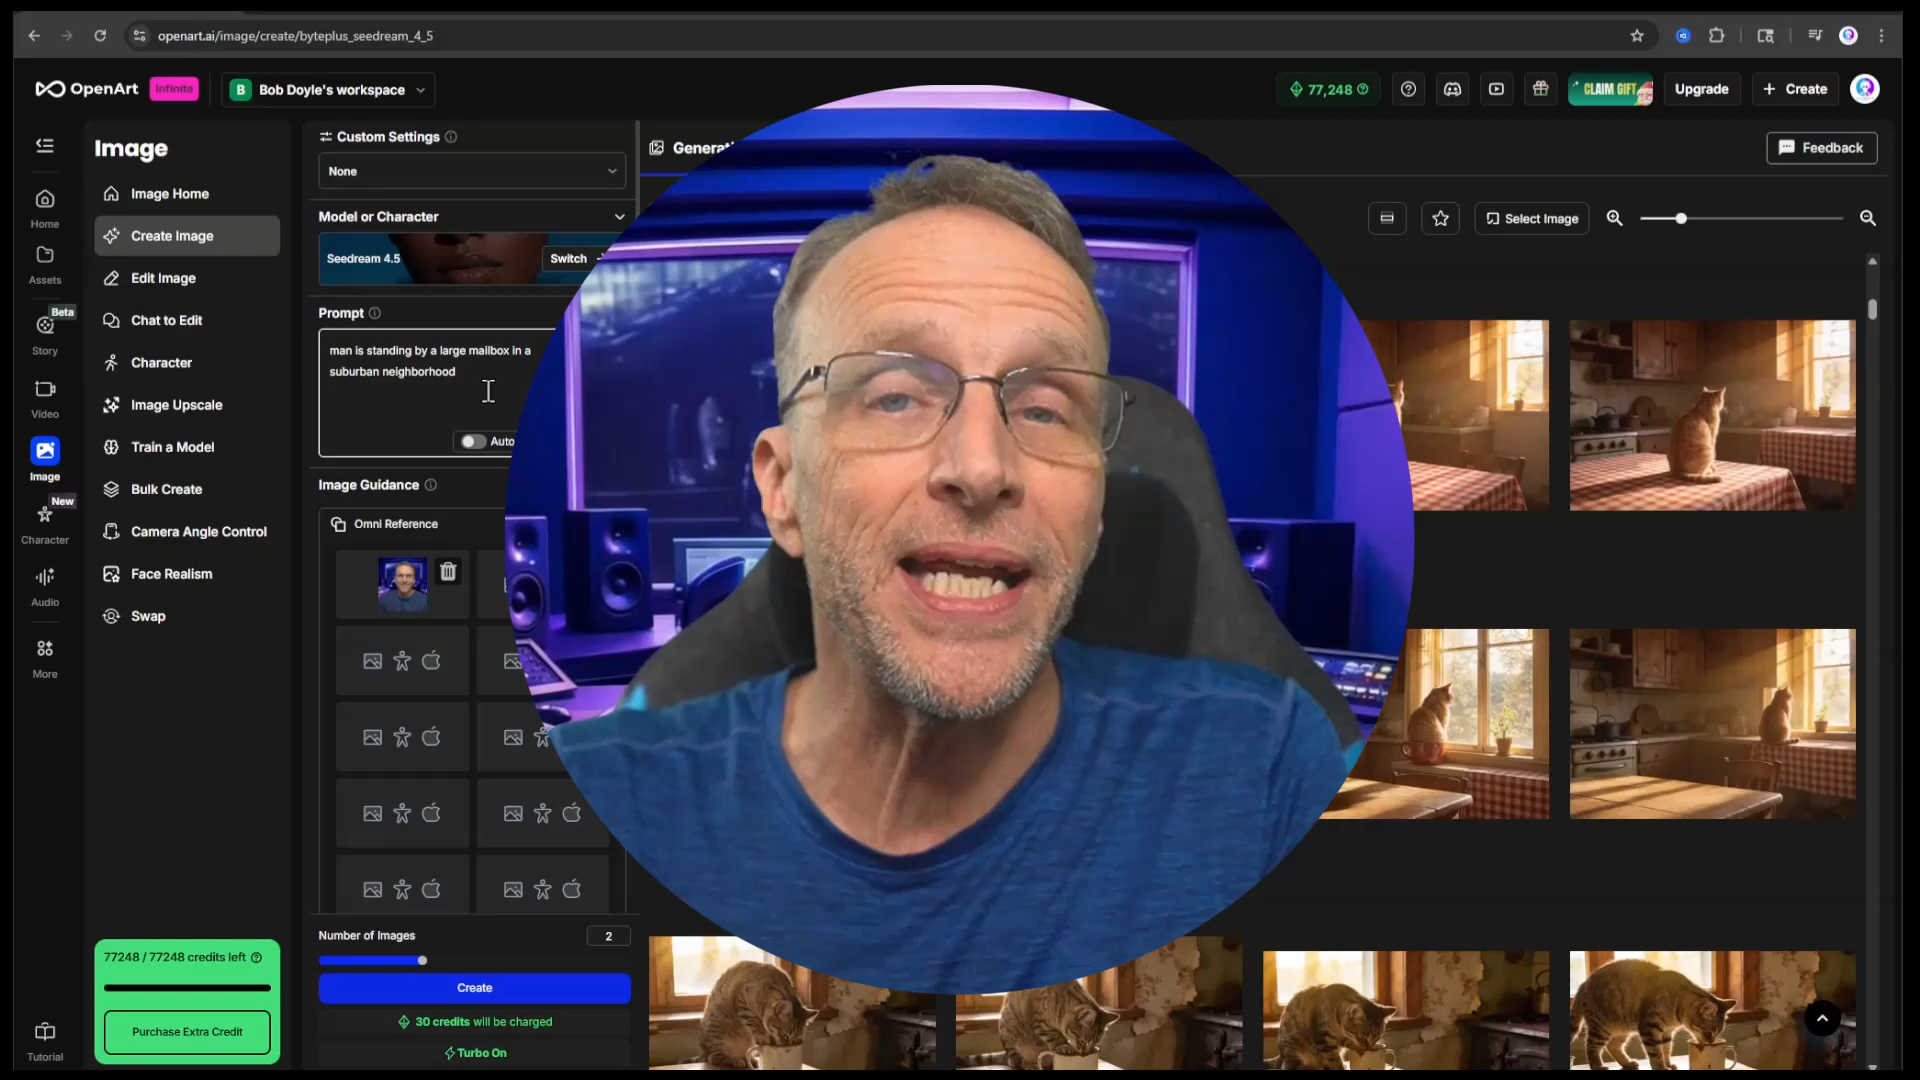 openart.ai/image/create/byteplus_seedream_4_5
OpenArt
Infinite
B
Bob Doyle's workspace
77,248
CLAIM GIFT
Upgrade
+ Create
Image
Image Home
Create Image
Edit Image
Chat to Edit
Character
Image Upscale
Train a Model
Bulk Create
Camera Angle Control
Face Realism
Swap
Home
Assets
Beta
Story
Video
Image
New
Character
Audio
More
Tutorial
77248 / 77248 credits left
Purchase Extra Credit
Custom Settings
None
Model or Character
Seedream 4.5
Switch
Prompt
man is standing by a large mailbox in a
suburban neighborhood
Auto
Image Guidance
Omni Reference
Number of Images
2
Create
30 credits will be charged
Turbo On
Feedback
Select Image